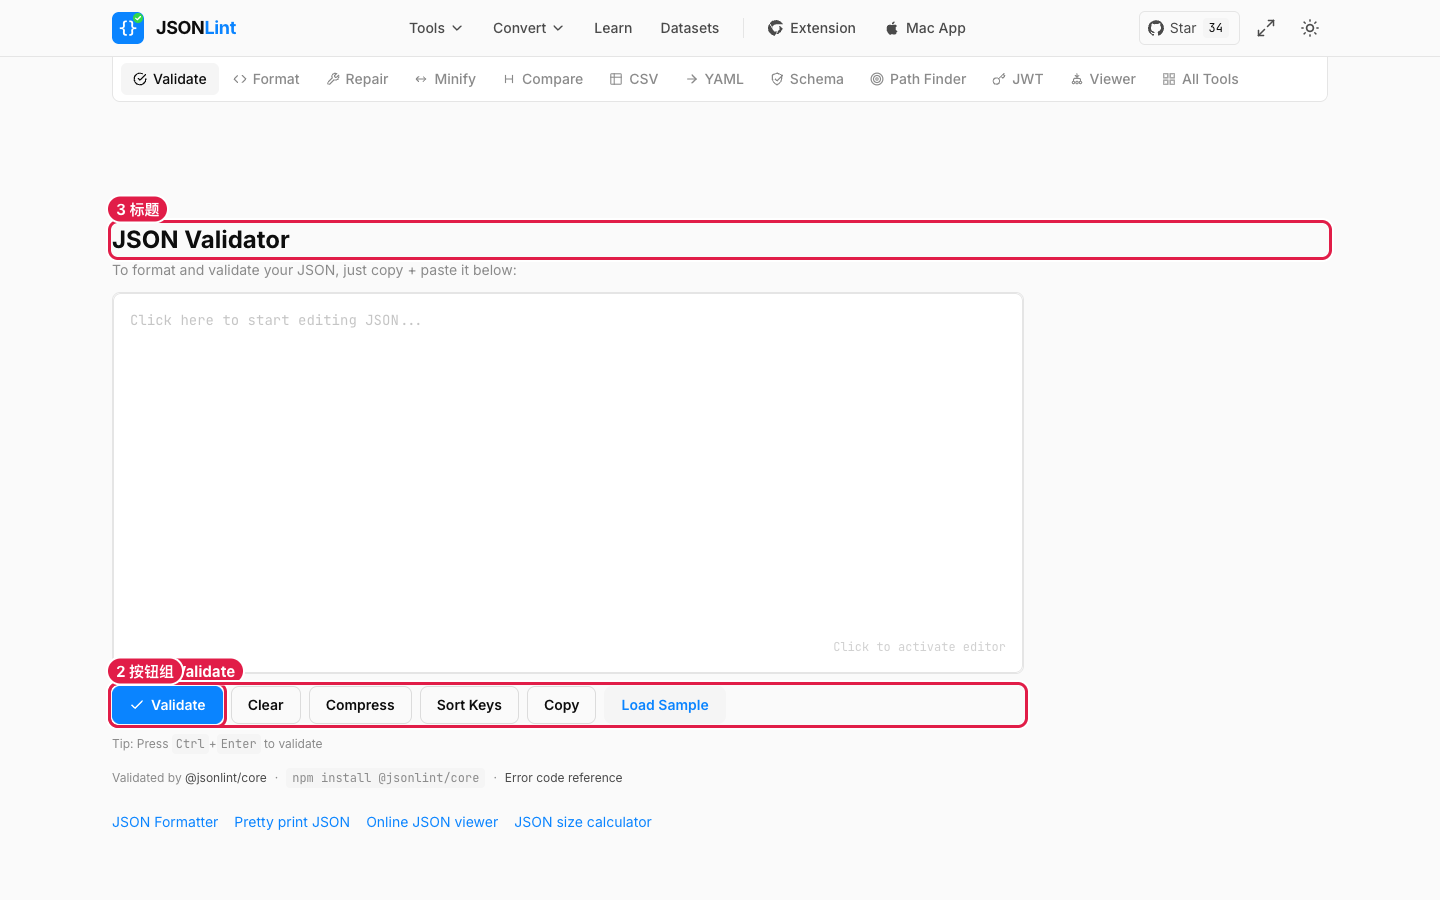 JSONLint
Tools Convert Learn Datasets Extension Mac App
Star 34
Validate Format Repair Minify Compare CSV YAML Schema Path Finder JWT Viewer All Tools
3 标题
JSON Validator
To format and validate your JSON, just copy + paste it below:
Click here to start editing JSON...
Click to activate editor
2 按钮组 Validate
Validate Clear Compress Sort Keys Copy Load Sample
Tip: Press Ctrl + Enter to validate
Validated by @jsonlint/core · npm install @jsonlint/core · Error code reference
JSON Formatter Pretty print JSON Online JSON viewer JSON size calculator